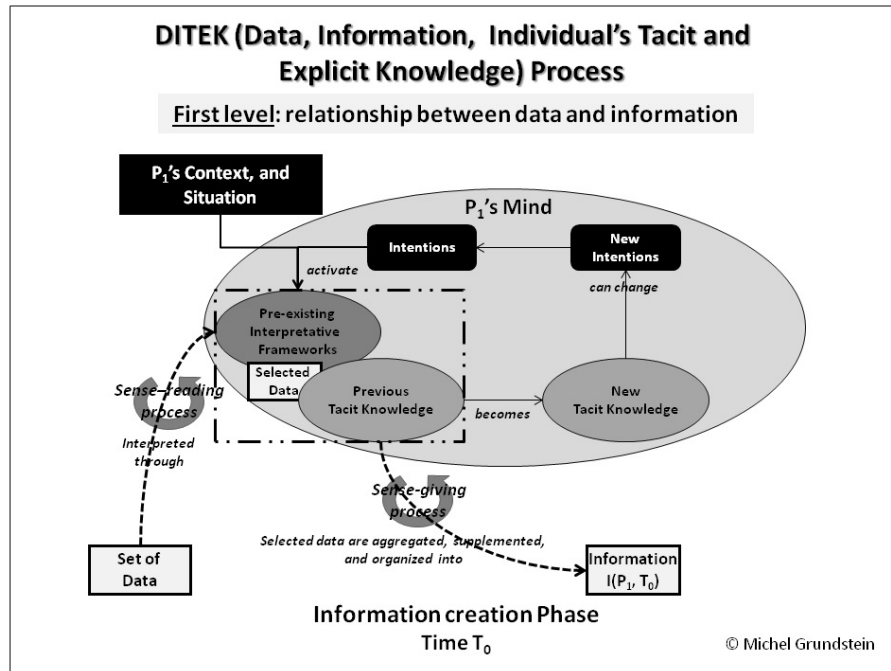 DITEK (Data, Information, Individual's Tacit and
Explicit Knowledge) Process
First level: relationship between data and information
P₁'s Context, and
Situation
P₁'s Mind
Intentions
New
Intentions
activate
can change
Pre-existing
Interpretative
Frameworks
Selected
Data
Previous
Tacit Knowledge
becomes
New
Tacit Knowledge
Sense–reading
process
Interpreted
through
Sense-giving
process
Selected data are aggregated, supplemented,
and organized into
Set of
Data
Information
I(P₁, T₀)
Information creation Phase
Time T₀
© Michel Grundstein